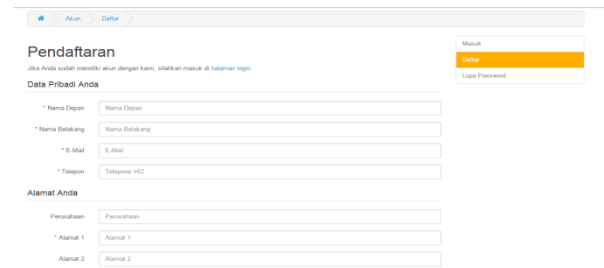 Akun Daftar
Pendaftaran
Jika Anda sudah memiliki akun dengan kami, silahkan masuk di halaman login.
Data Pribadi Anda
* Nama Depan Nama Depan
* Nama Belakang Nama Belakang
* E-Mail E-Mail
* Telepon Telepone +62
Alamat Anda
Perusahaan Perusahaan
* Alamat 1 Alamat 1
Alamat 2 Alamat 2
Masuk
Daftar
Lupa Password